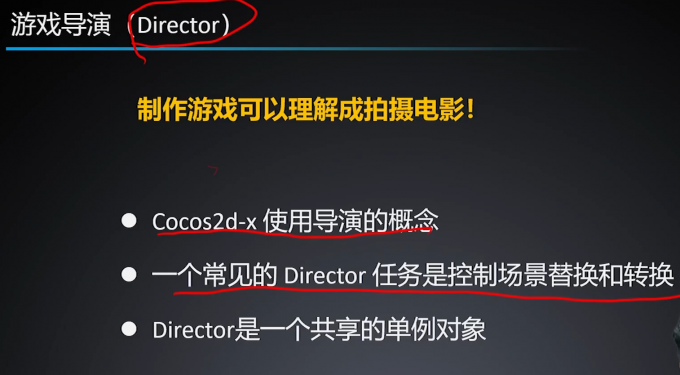 游戏导演（Director）
制作游戏可以理解成拍摄电影！
● Cocos2d-x 使用导演的概念
● 一个常见的 Director 任务是控制场景替换和转换
● Director是一个共享的单例对象